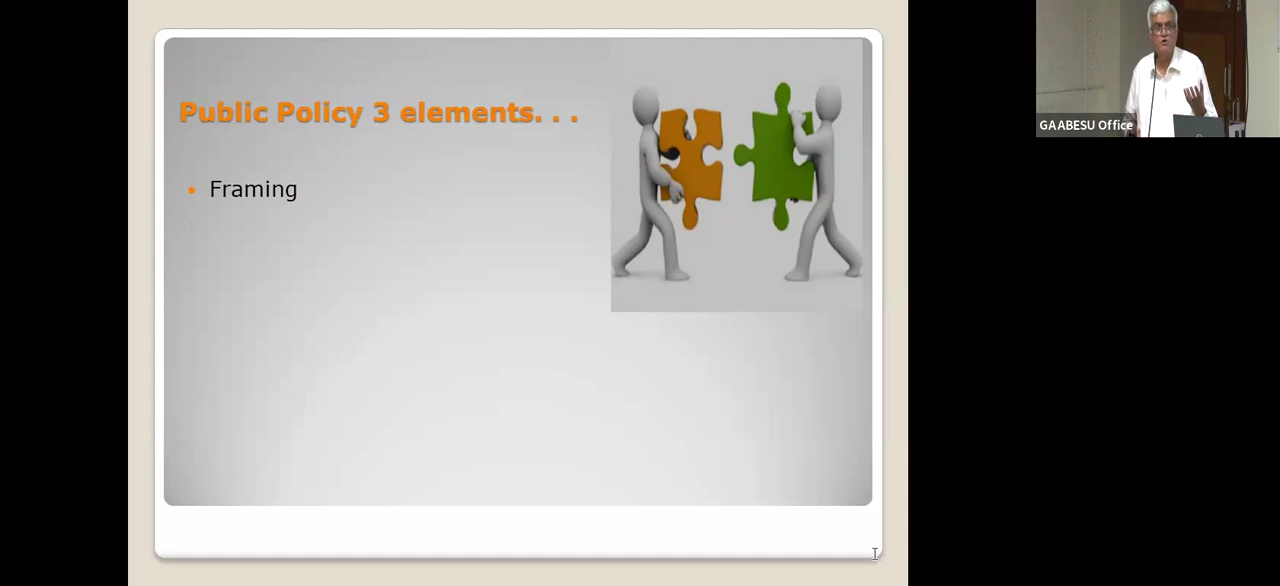 Public Policy 3 elements. . .
• Framing
GAABESU Office